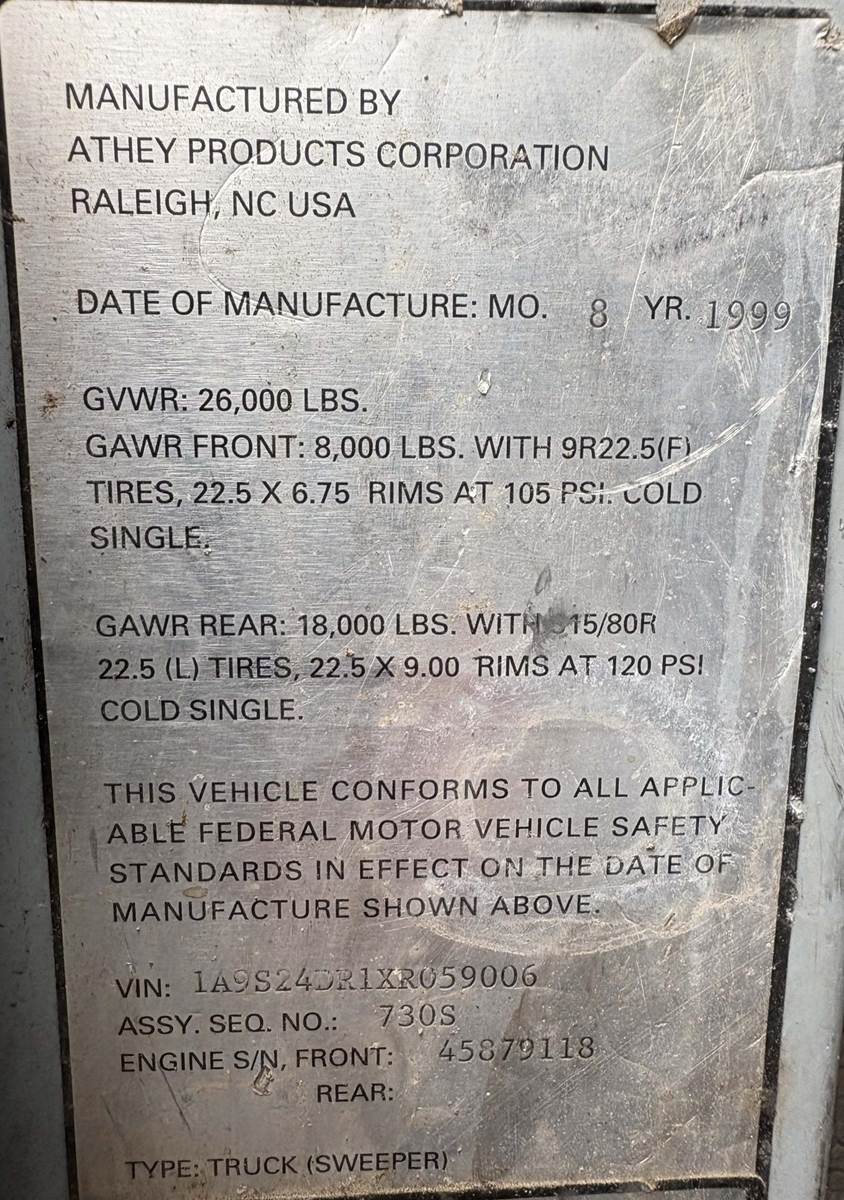 MANUFACTURED BY
ATHEY PRODUCTS CORPORATION
RALEIGH, NC USA
DATE OF MANUFACTURE: MO. 8 YR. 1999
GVWR: 26,000 LBS.
GAWR FRONT: 8,000 LBS. WITH 9R22.5(F)
TIRES, 22.5 X 6.75 RIMS AT 105 PSI. COLD
SINGLE.
GAWR REAR: 18,000 LBS. WITH 315/80R
22.5 (L) TIRES, 22.5 X 9.00 RIMS AT 120 PSI
COLD SINGLE.
THIS VEHICLE CONFORMS TO ALL APPLIC-
ABLE FEDERAL MOTOR VEHICLE SAFETY
STANDARDS IN EFFECT ON THE DATE OF
MANUFACTURE SHOWN ABOVE.
VIN: 1A9S24DR1XR059006
ASSY. SEQ. NO.: 730S
ENGINE S/N, FRONT: 45879118
REAR:
TYPE: TRUCK (SWEEPER)